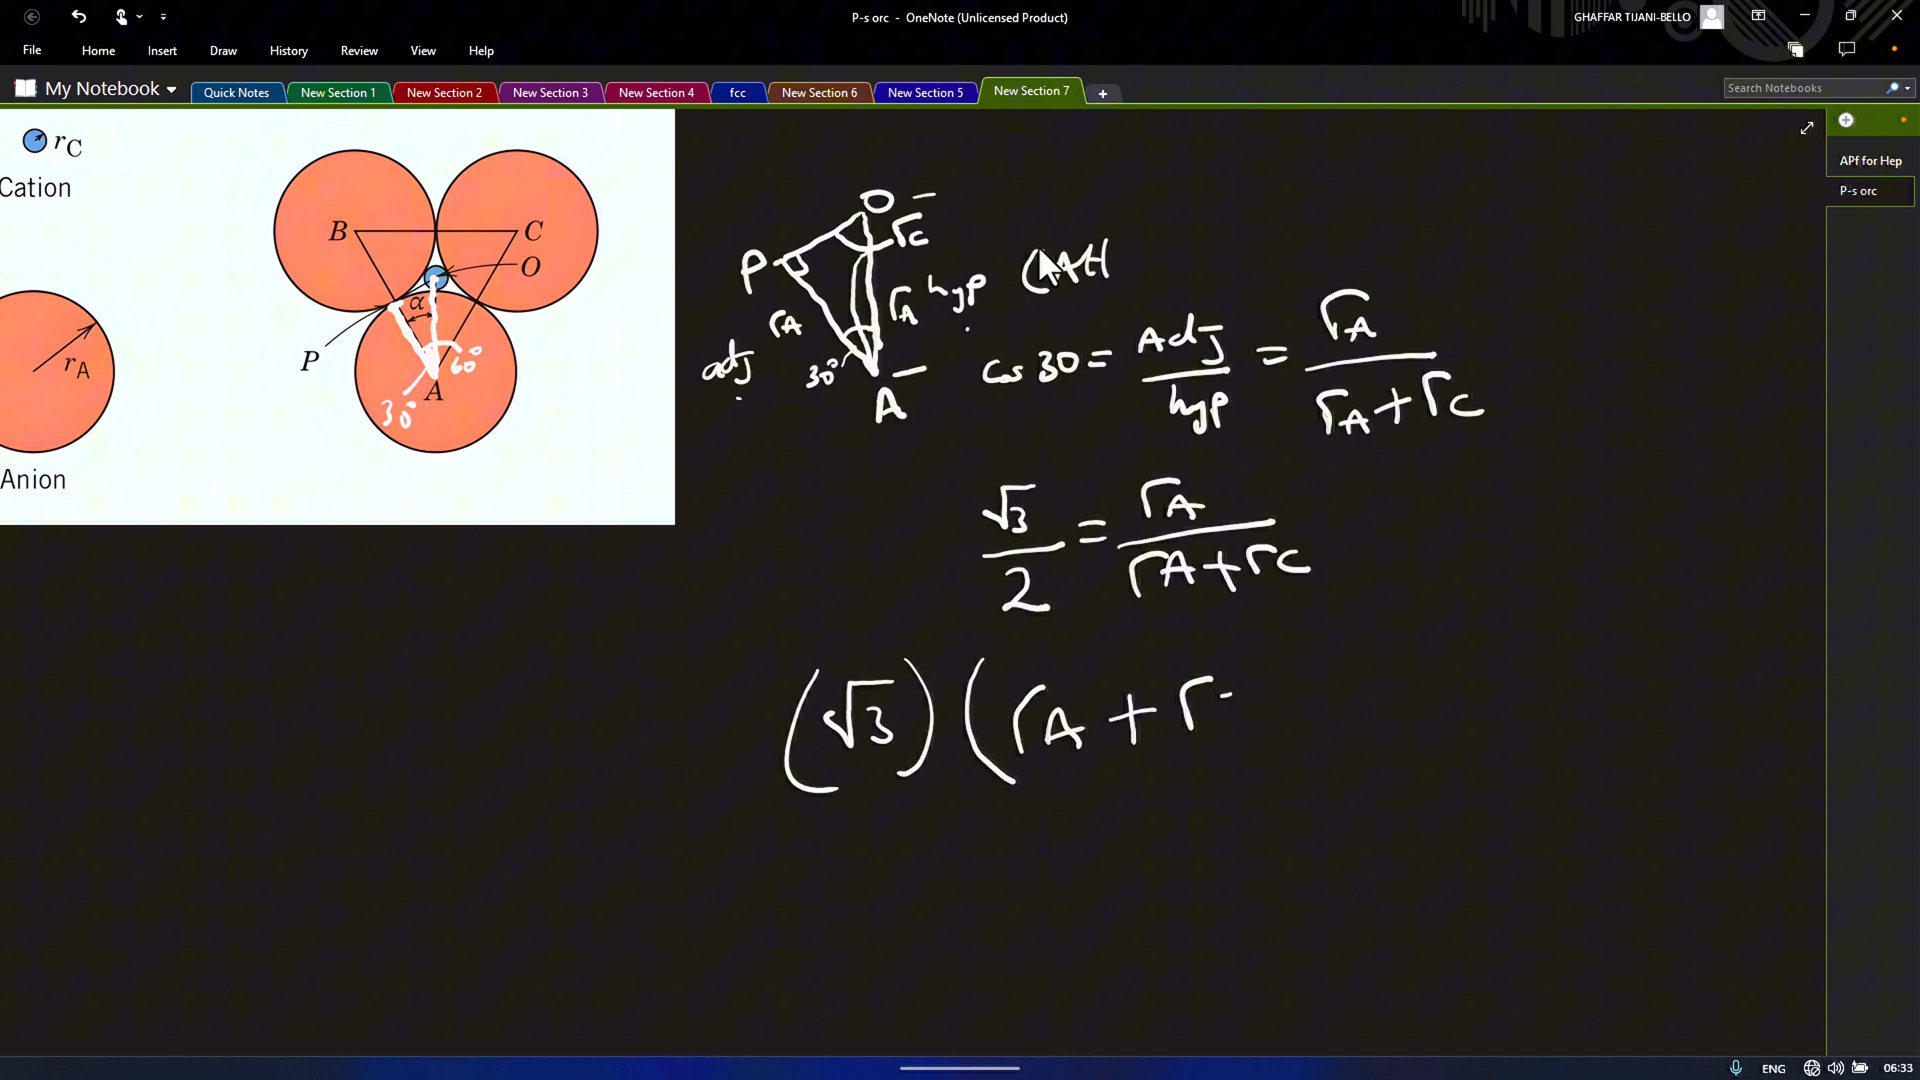 P-s orc - OneNote (Unlicensed Product)
GHAFFAR TIJANI-BELLO
File Home Insert Draw History Review View Help
My Notebook Quick Notes New Section 1 New Section 2 New Section 3 New Section 4 fcc New Section 6 New Section 5 New Section 7 +
Search Notebooks
APf for Hep
P-s orc
rC
Cation
B C
O
α
P
60°
A
30°
rA
Anion
O
rC
P
rA
rA hyp
adj
30°
A
CAH
cos 30 = Adj / hyp = rA / rA + rC
√3 / 2 = rA / rA + rC
(√3) (rA + r
ENG 06:33